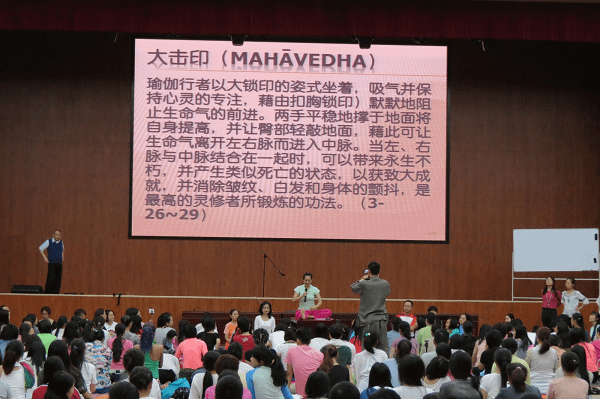 大击印（MAHĀVEDHA）
瑜伽行者以大锁印的姿式坐着，吸气并保
持心灵的专注，藉由扣胸锁印）默默地阻
止生命气的前进。两手平稳地撑于地面将
自身提高，并让臀部轻敲地面，藉此可让
生命气离开左右脉而进入中脉。当左、右
脉与中脉结合在一起时，可以带来永生不
朽，并产生类似死亡的状态，以获致大成
就，并消除皱纹、白发和身体的颤抖，是
最高的灵修者所锻炼的功法。（3-
26~29）